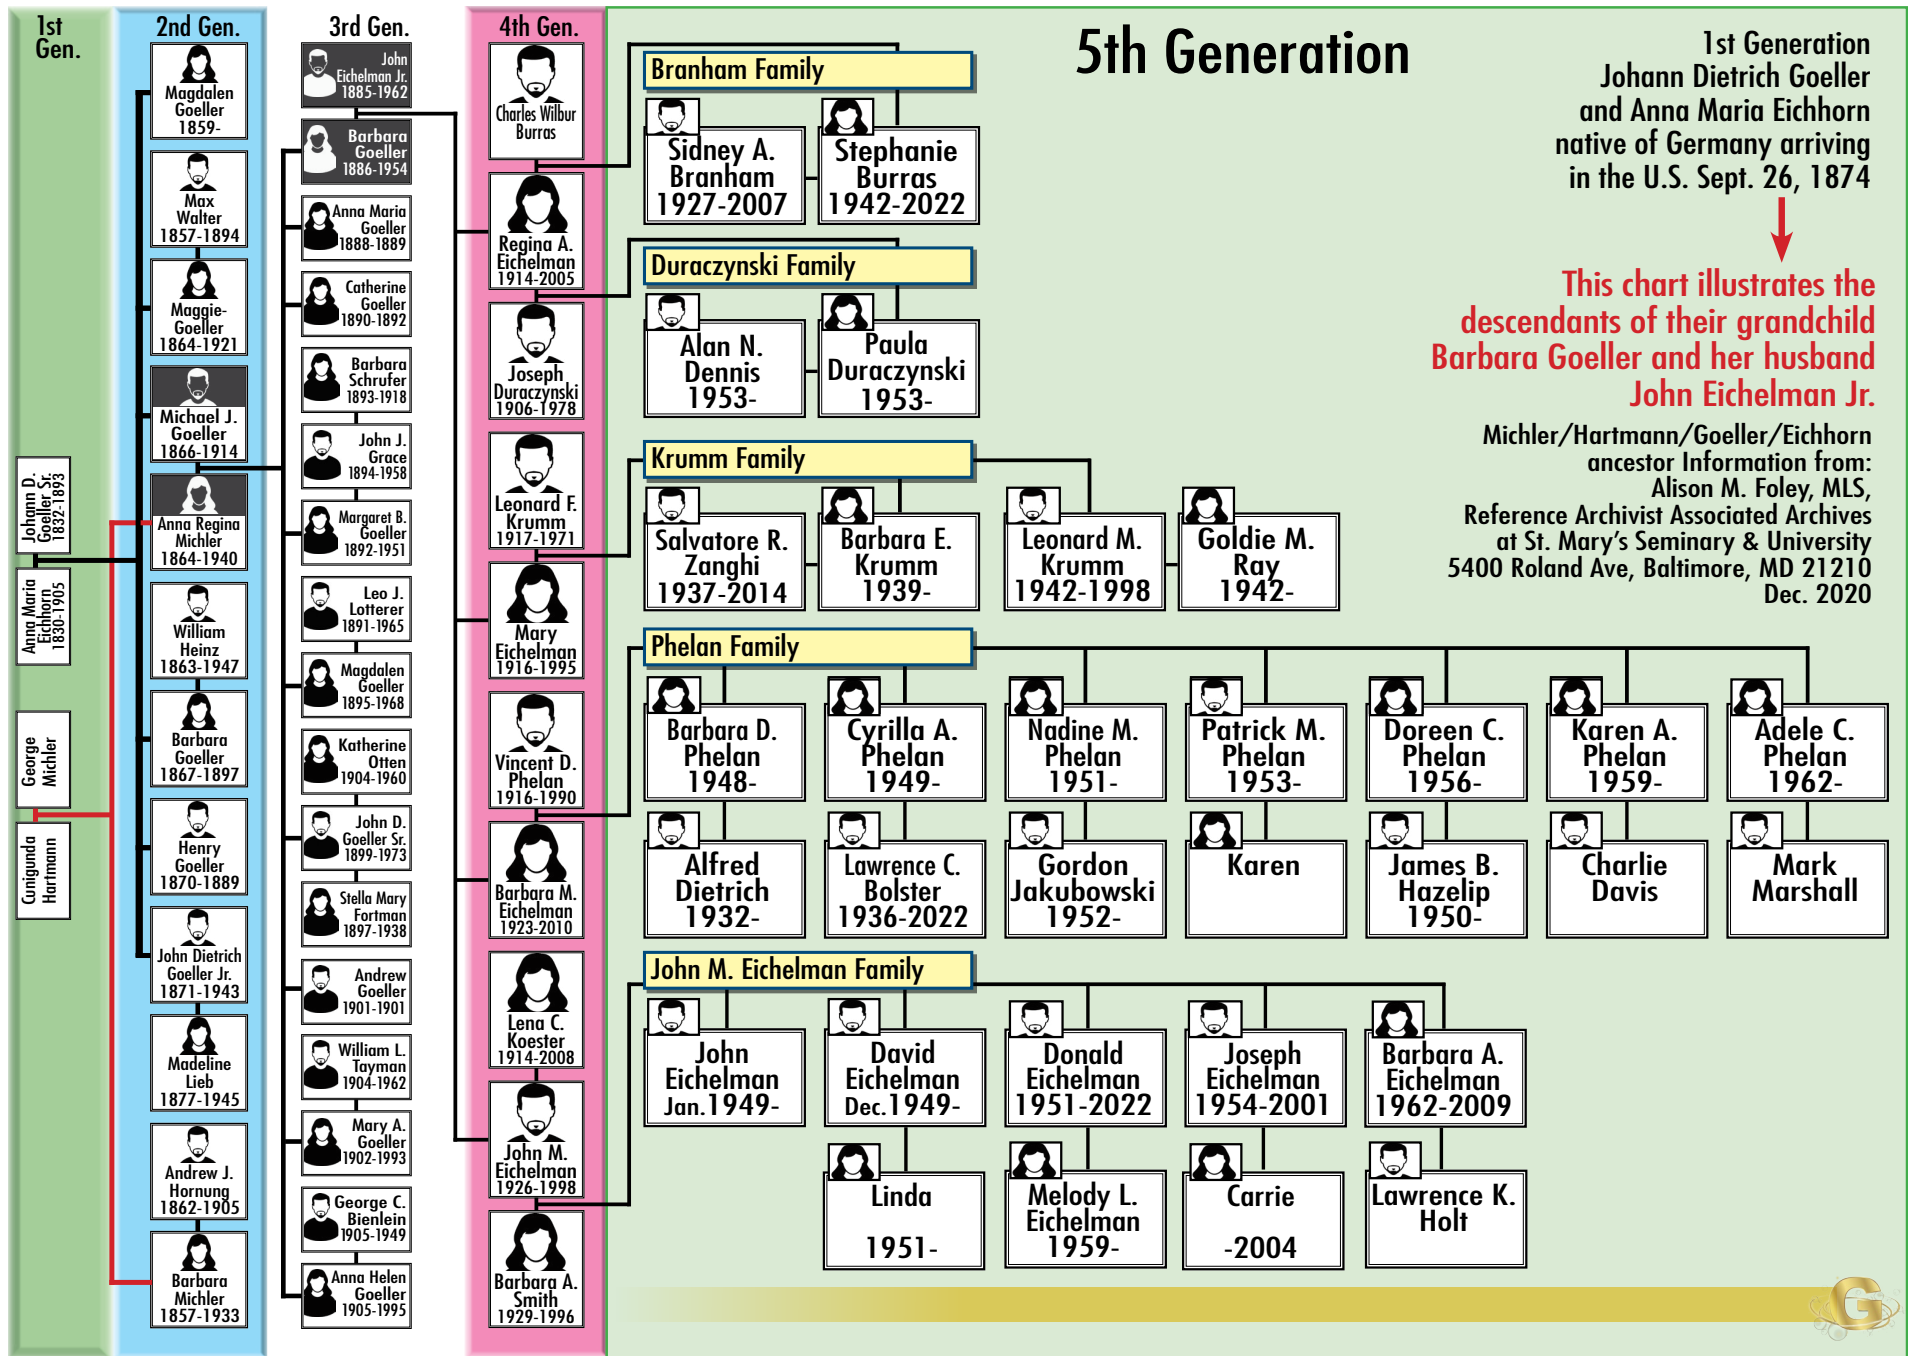 1st
Gen.
Johann D.
Goeller Sr.
1832-1893
Anna Maria
Eichhorn
1830-1905
George
Michler
Cunigunda
Hartmann
2nd Gen.
Magdalen
Goeller
1859-
Max
Walter
1857-1894
Maggie-
Goeller
1864-1921
Michael J.
Goeller
1866-1914
Anna Regina
Michler
1864-1940
William
Heinz
1863-1947
Barbara
Goeller
1867-1897
Henry
Goeller
1870-1889
John Dietrich
Goeller Jr.
1871-1943
Madeline
Lieb
1877-1945
Andrew J.
Hornung
1862-1905
Barbara
Michler
1857-1933
3rd Gen.
John
Eichelman Jr.
1885-1962
Barbara
Goeller
1886-1954
Anna Maria
Goeller
1888-1889
Catherine
Goeller
1890-1892
Barbara
Schrufer
1893-1918
John J.
Grace
1894-1958
Margaret B.
Goeller
1892-1951
Leo J.
Lotterer
1891-1965
Magdalen
Goeller
1895-1968
Katherine
Otten
1904-1960
John D.
Goeller Sr.
1899-1973
Stella Mary
Fortman
1897-1938
Andrew
Goeller
1901-1901
William L.
Tayman
1904-1962
Mary A.
Goeller
1902-1993
George C.
Bienlein
1905-1949
Anna Helen
Goeller
1905-1995
4th Gen.
Charles Wilbur
Burras
Regina A.
Eichelman
1914-2005
Joseph
Duraczynski
1906-1978
Leonard F.
Krumm
1917-1971
Mary
Eichelman
1916-1995
Vincent D.
Phelan
1916-1990
Barbara M.
Eichelman
1923-2010
Lena C.
Koester
1914-2008
John M.
Eichelman
1926-1998
Barbara A.
Smith
1929-1996
5th Generation
Branham Family
Sidney A.
Branham
1927-2007
Stephanie
Burras
1942-2022
Duraczynski Family
Alan N.
Dennis
1953-
Paula
Duraczynski
1953-
Krumm Family
Salvatore R.
Zanghi
1937-2014
Barbara E.
Krumm
1939-
Leonard M.
Krumm
1942-1998
Goldie M.
Ray
1942-
Phelan Family
Barbara D.
Phelan
1948-
Cyrilla A.
Phelan
1949-
Nadine M.
Phelan
1951-
Patrick M.
Phelan
1953-
Doreen C.
Phelan
1956-
Karen A.
Phelan
1959-
Adele C.
Phelan
1962-
Alfred
Dietrich
1932-
Lawrence C.
Bolster
1936-2022
Gordon
Jakubowski
1952-
Karen
James B.
Hazelip
1950-
Charlie
Davis
Mark
Marshall
John M. Eichelman Family
John
Eichelman
Jan.1949-
David
Eichelman
Dec.1949-
Donald
Eichelman
1951-2022
Joseph
Eichelman
1954-2001
Barbara A.
Eichelman
1962-2009
Linda
1951-
Melody L.
Eichelman
1959-
Carrie
-2004
Lawrence K.
Holt
1st Generation
Johann Dietrich Goeller
and Anna Maria Eichhorn
native of Germany arriving
in the U.S. Sept. 26, 1874
This chart illustrates the
descendants of their grandchild
Barbara Goeller and her husband
John Eichelman Jr.
Michler/Hartmann/Goeller/Eichhorn
ancestor Information from:
Alison M. Foley, MLS,
Reference Archivist Associated Archives
at St. Mary's Seminary & University
5400 Roland Ave, Baltimore, MD 21210
Dec. 2020
G